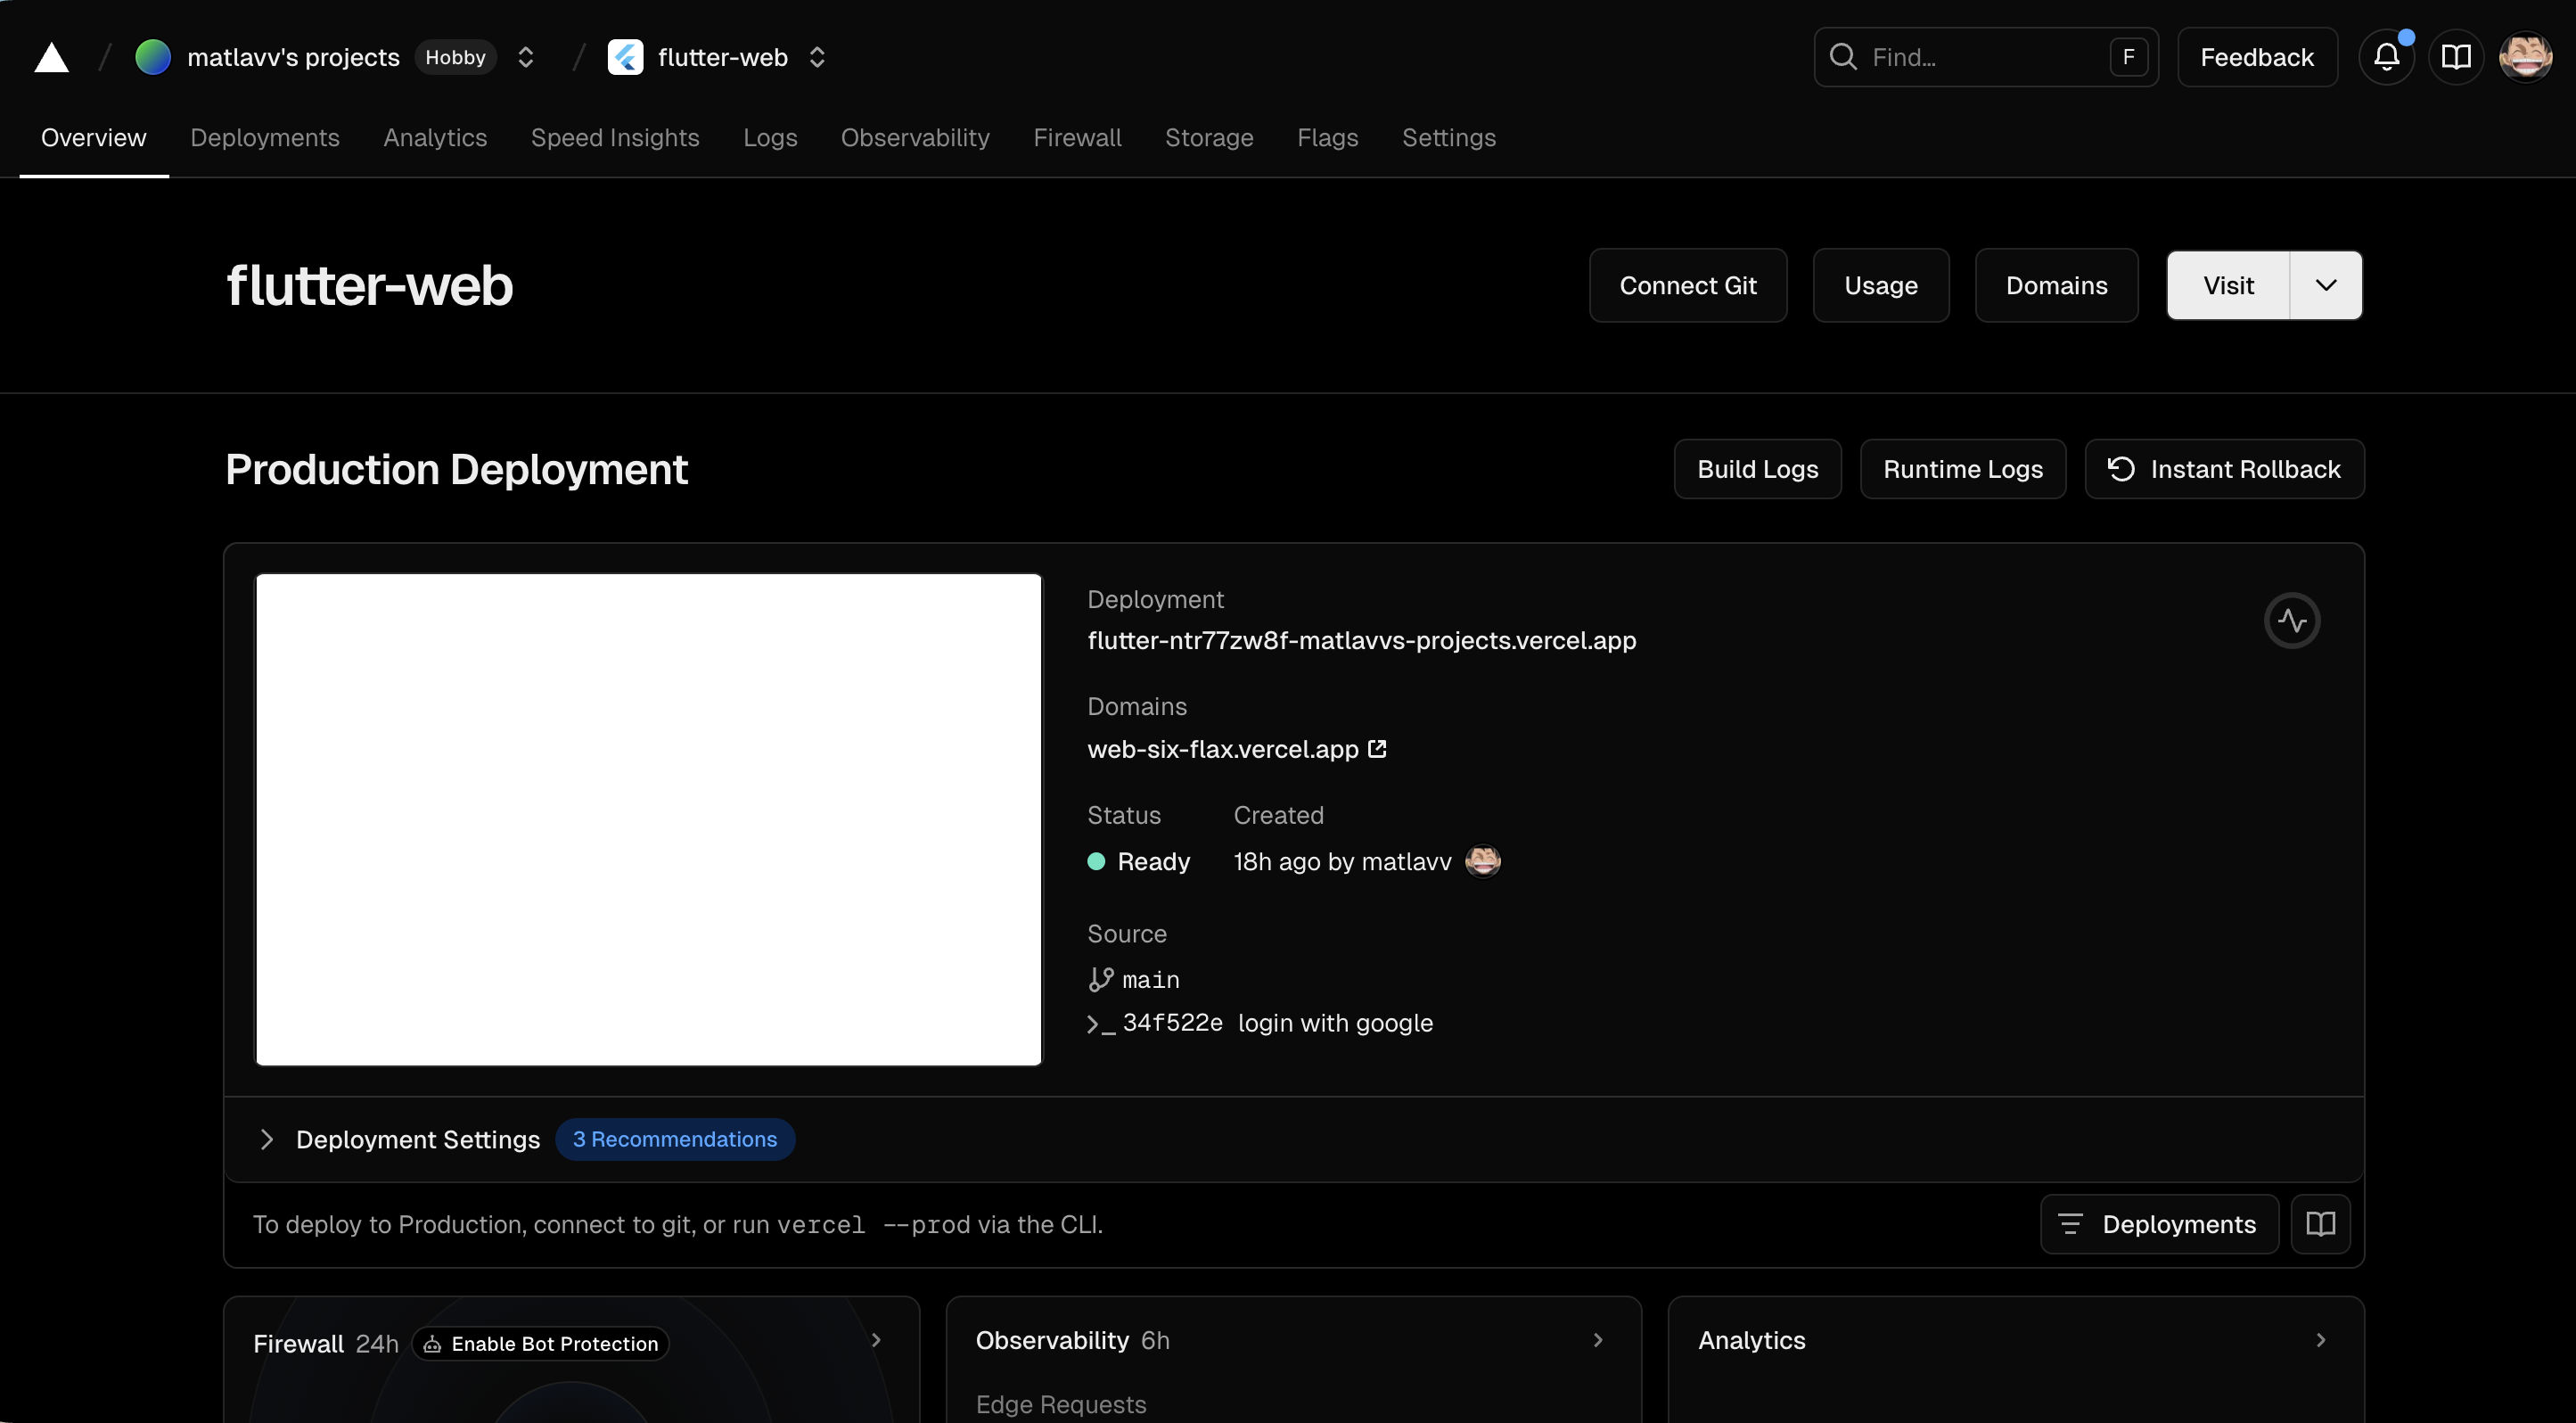 matlavv's projects Hobby flutter-web Find... F Feedback
Overview Deployments Analytics Speed Insights Logs Observability Firewall Storage Flags Settings
flutter-web Connect Git Usage Domains Visit
Production Deployment Build Logs Runtime Logs Instant Rollback
Deployment
flutter-ntr77zw8f-matlavvs-projects.vercel.app
Domains
web-six-flax.vercel.app
Status Created
Ready 18h ago by matlavv
Source
main
34f522e login with google
Deployment Settings 3 Recommendations
To deploy to Production, connect to git, or run vercel --prod via the CLI. Deployments
Firewall 24h Enable Bot Protection Observability 6h Analytics
Edge Requests